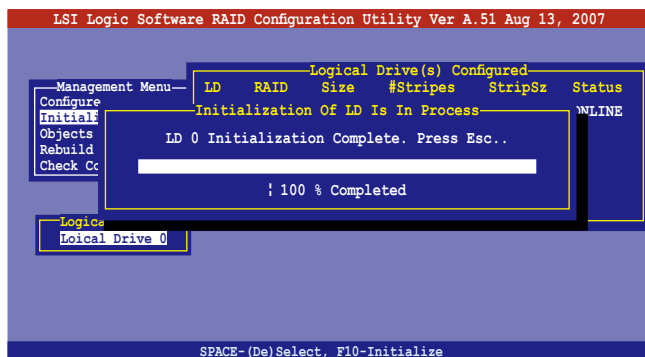 LSI Logic Software RAID Configuration Utility Ver A.51 Aug 13, 2007
Logical Drive(s) Configured
LD RAID Size #Stripes StripSz Status
ONLINE
Management Menu
Configure
Initiali
Objects
Rebuild
Check Co
Initialization Of LD Is In Process
LD 0 Initialization Complete. Press Esc..
¦ 100 % Completed
Logica
Loical Drive 0
SPACE-(De)Select, F10-Initialize